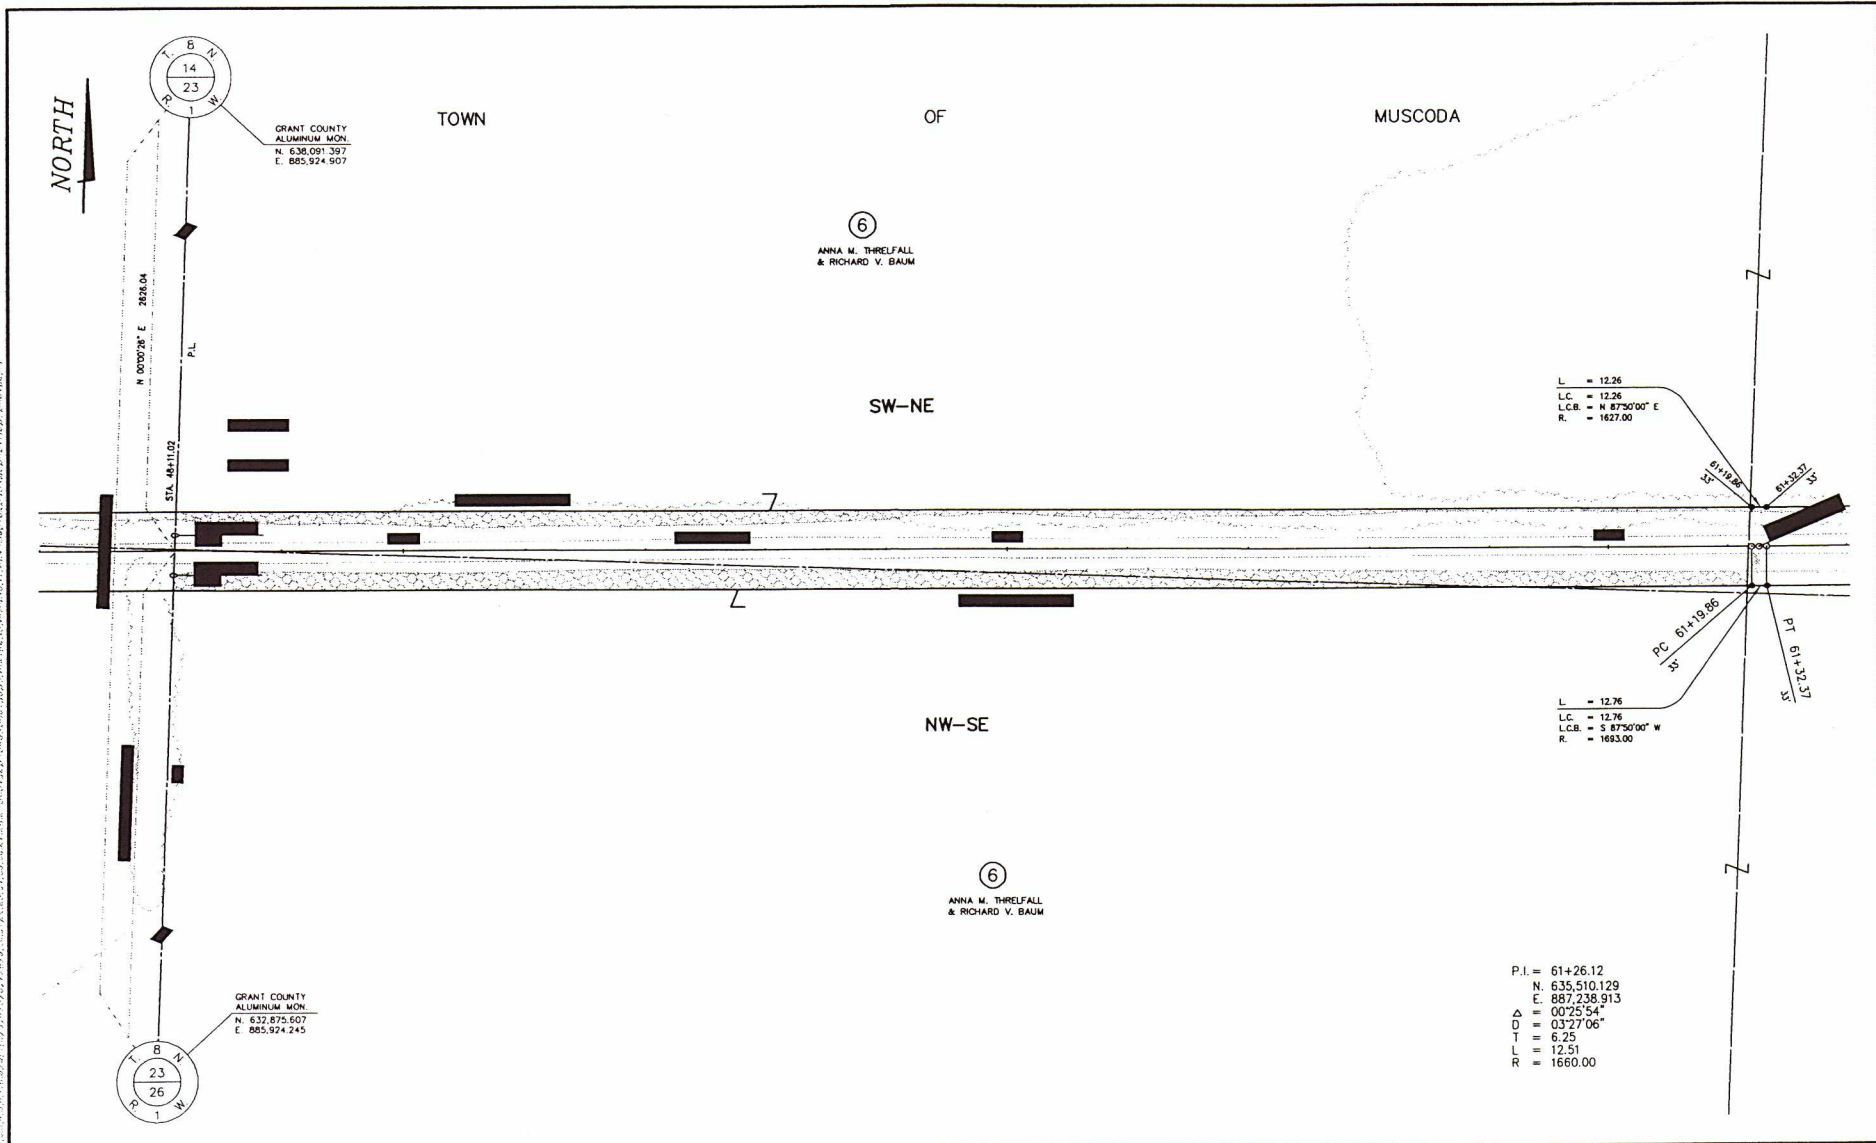 T. 8 N.
14
23
R. 1 W.
NORTH
GRANT COUNTY
ALUMINUM MON.
N. 638,091.397
E. 885,924.907
TOWN OF MUSCODA
6
ANNA M. THRELFALL
& RICHARD V. BAUM
N 00°00'26" E 2626.04
P.L.
STA. 48+11.02
SW-NE
L = 12.26
L.C. = 12.26
L.C.B. = N 87°50'00" E
R. = 1627.00
61+19.86
33'
61+32.37
33'
PC 61+19.86
33'
PT 61+32.37
33'
L = 12.76
L.C. = 12.76
L.C.B. = S 87°50'00" W
R. = 1693.00
NW-SE
6
ANNA M. THRELFALL
& RICHARD V. BAUM
GRANT COUNTY
ALUMINUM MON.
N. 632,875.607
E. 885,924.245
T. 8 N
23
26
R. 1 W.
P.I. = 61+26.12
N. 635,510.129
E. 887,238.913
Δ = 00°25'54"
D = 03°27'06"
T = 6.25
L = 12.51
R = 1660.00